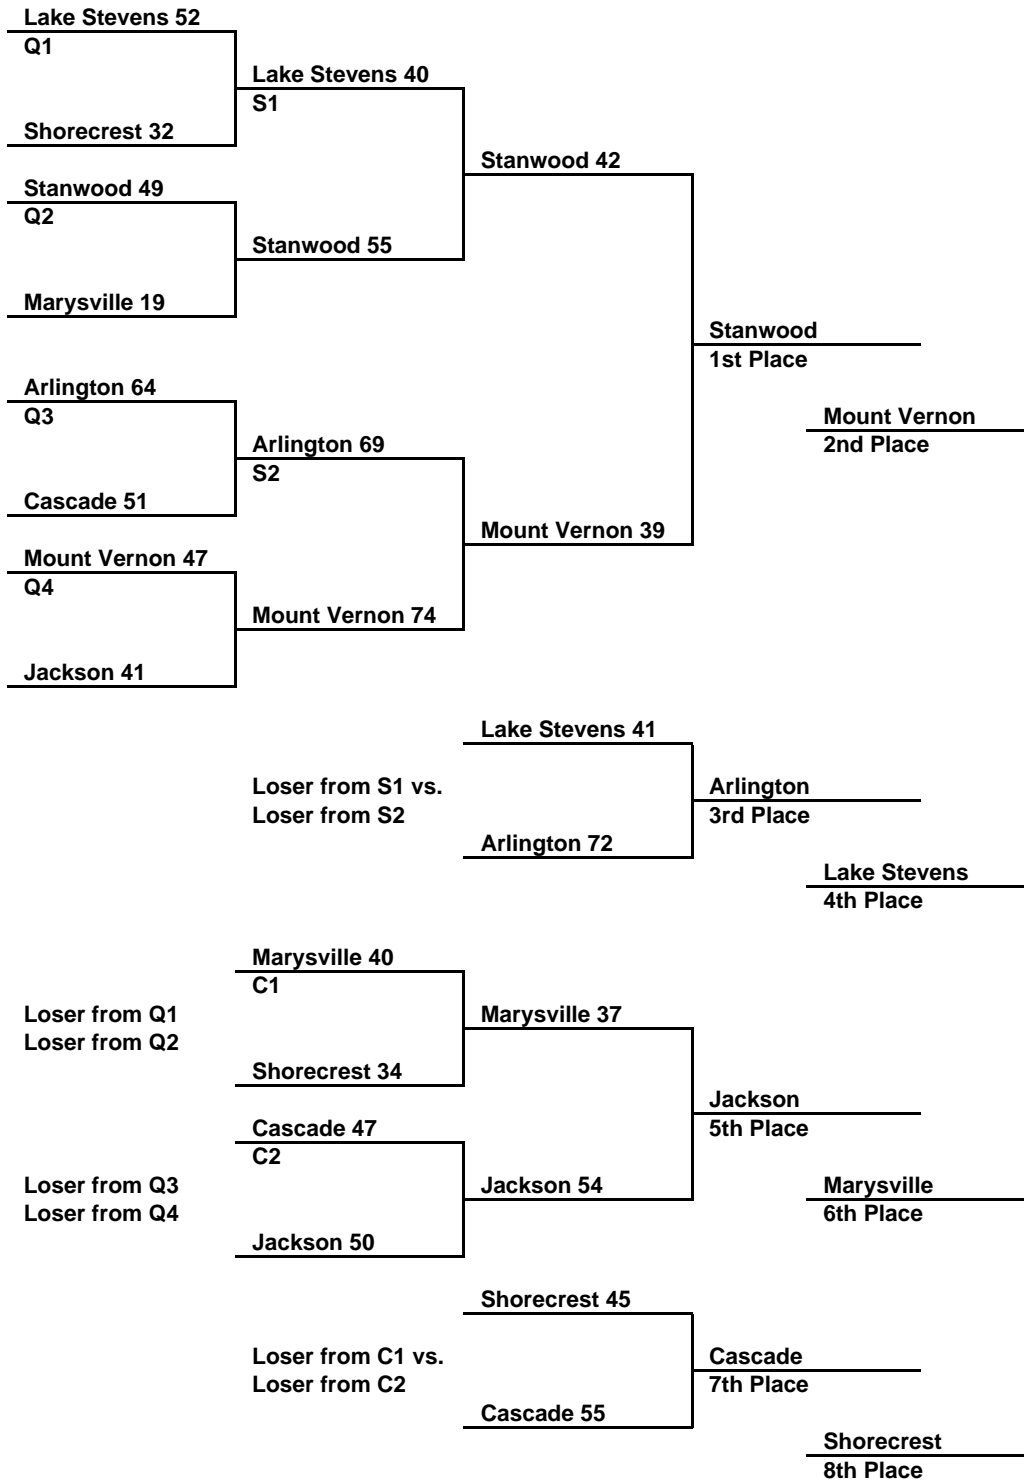 Lake Stevens 52
Q1
Lake Stevens 40
S1
Shorecrest 32
Stanwood 42
Stanwood 49
Q2
Stanwood 55
Marysville 19
Stanwood
1st Place
Arlington 64
Q3
Mount Vernon
2nd Place
Arlington 69
S2
Cascade 51
Mount Vernon 39
Mount Vernon 47
Q4
Mount Vernon 74
Jackson 41
Lake Stevens 41
Loser from S1 vs.
Loser from S2
Arlington
3rd Place
Arlington 72
Lake Stevens
4th Place
Marysville 40
C1
Loser from Q1
Loser from Q2
Marysville 37
Shorecrest 34
Jackson
5th Place
Cascade 47
C2
Loser from Q3
Loser from Q4
Jackson 54
Marysville
6th Place
Jackson 50
Shorecrest 45
Loser from C1 vs.
Loser from C2
Cascade
7th Place
Cascade 55
Shorecrest
8th Place